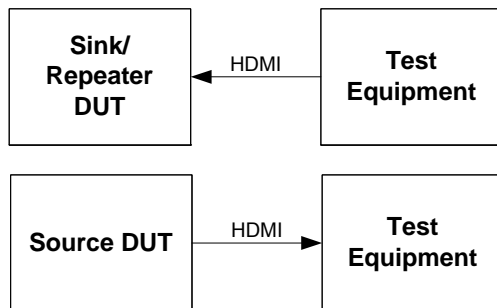 Sink/
Repeater
DUT
HDMI
Test
Equipment
Source DUT
HDMI
Test
Equipment